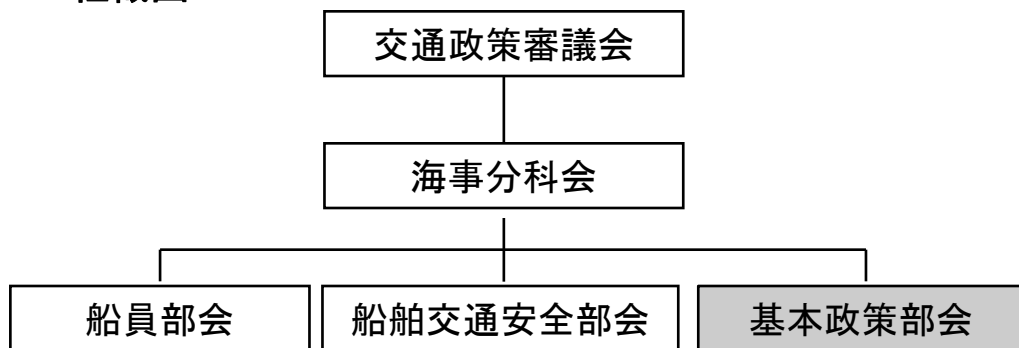 交通政策審議会
海事分科会
船員部会
船舶交通安全部会
基本政策部会